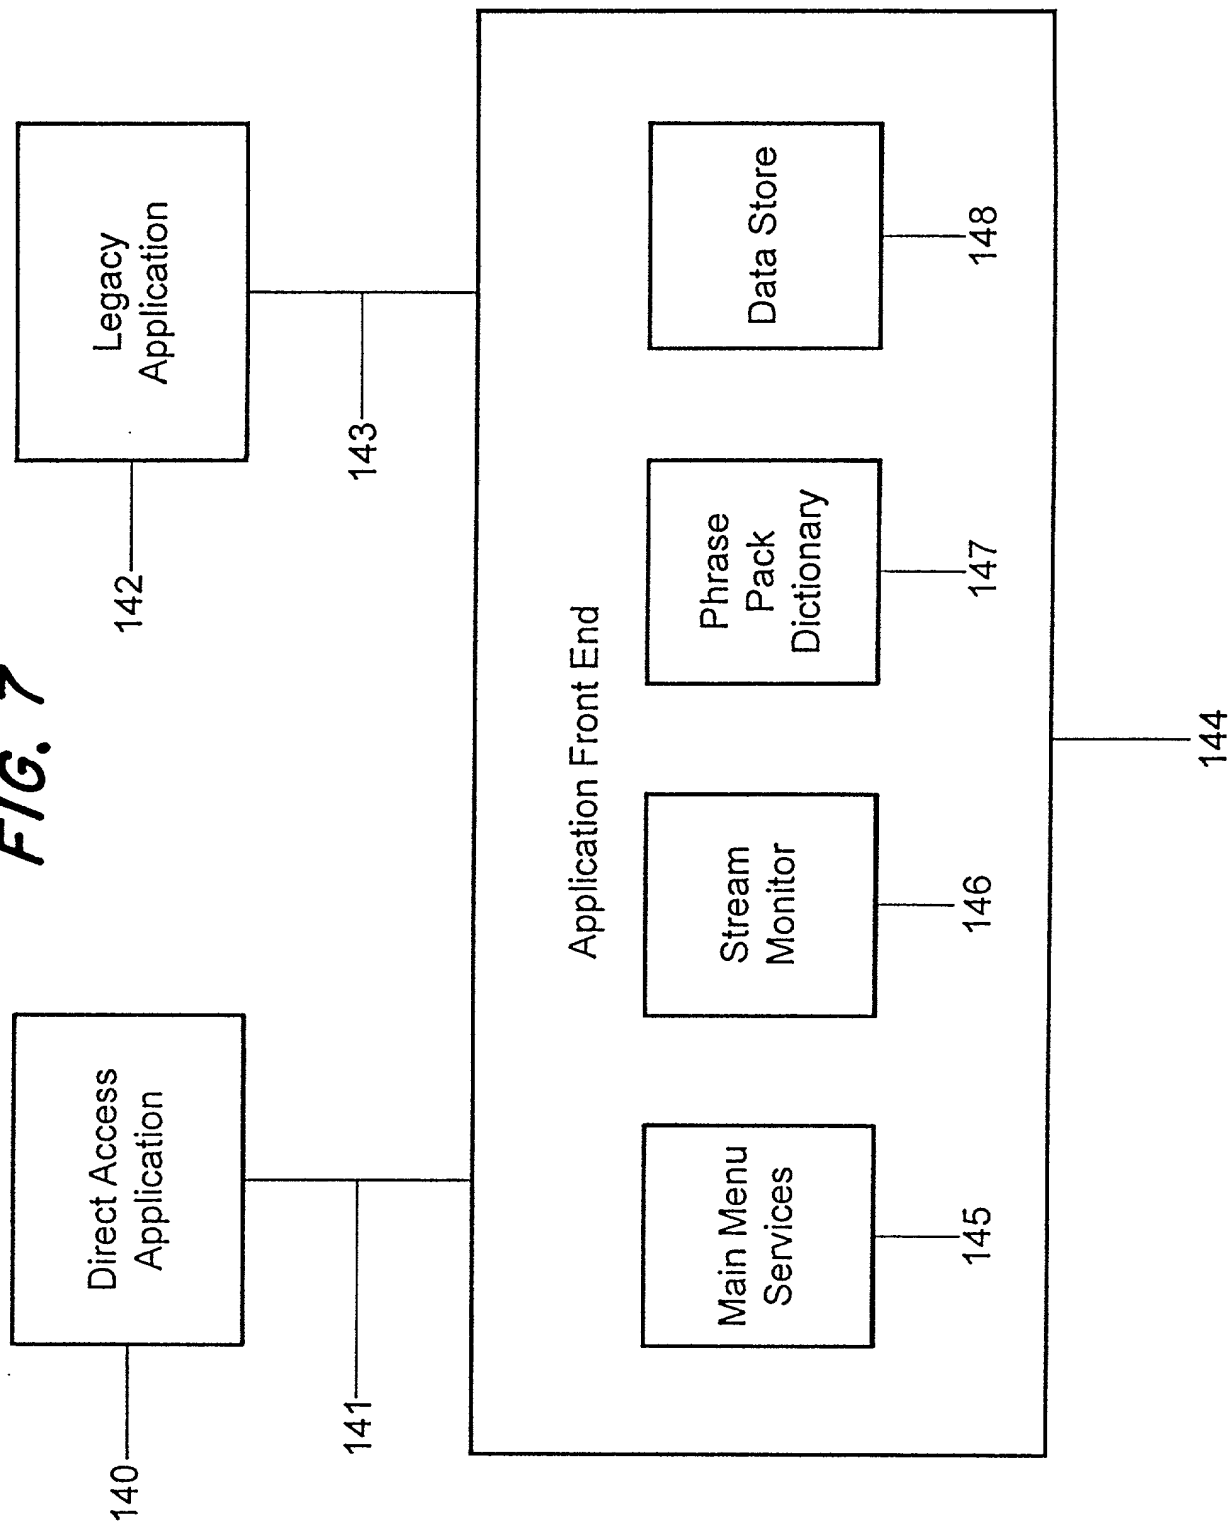 FIG. 7
Direct Access
Application
Legacy
Application
140
142
141
143
Application Front End
Main Menu
Services
Stream
Monitor
Phrase
Pack
Dictionary
Data Store
145
146
147
148
144